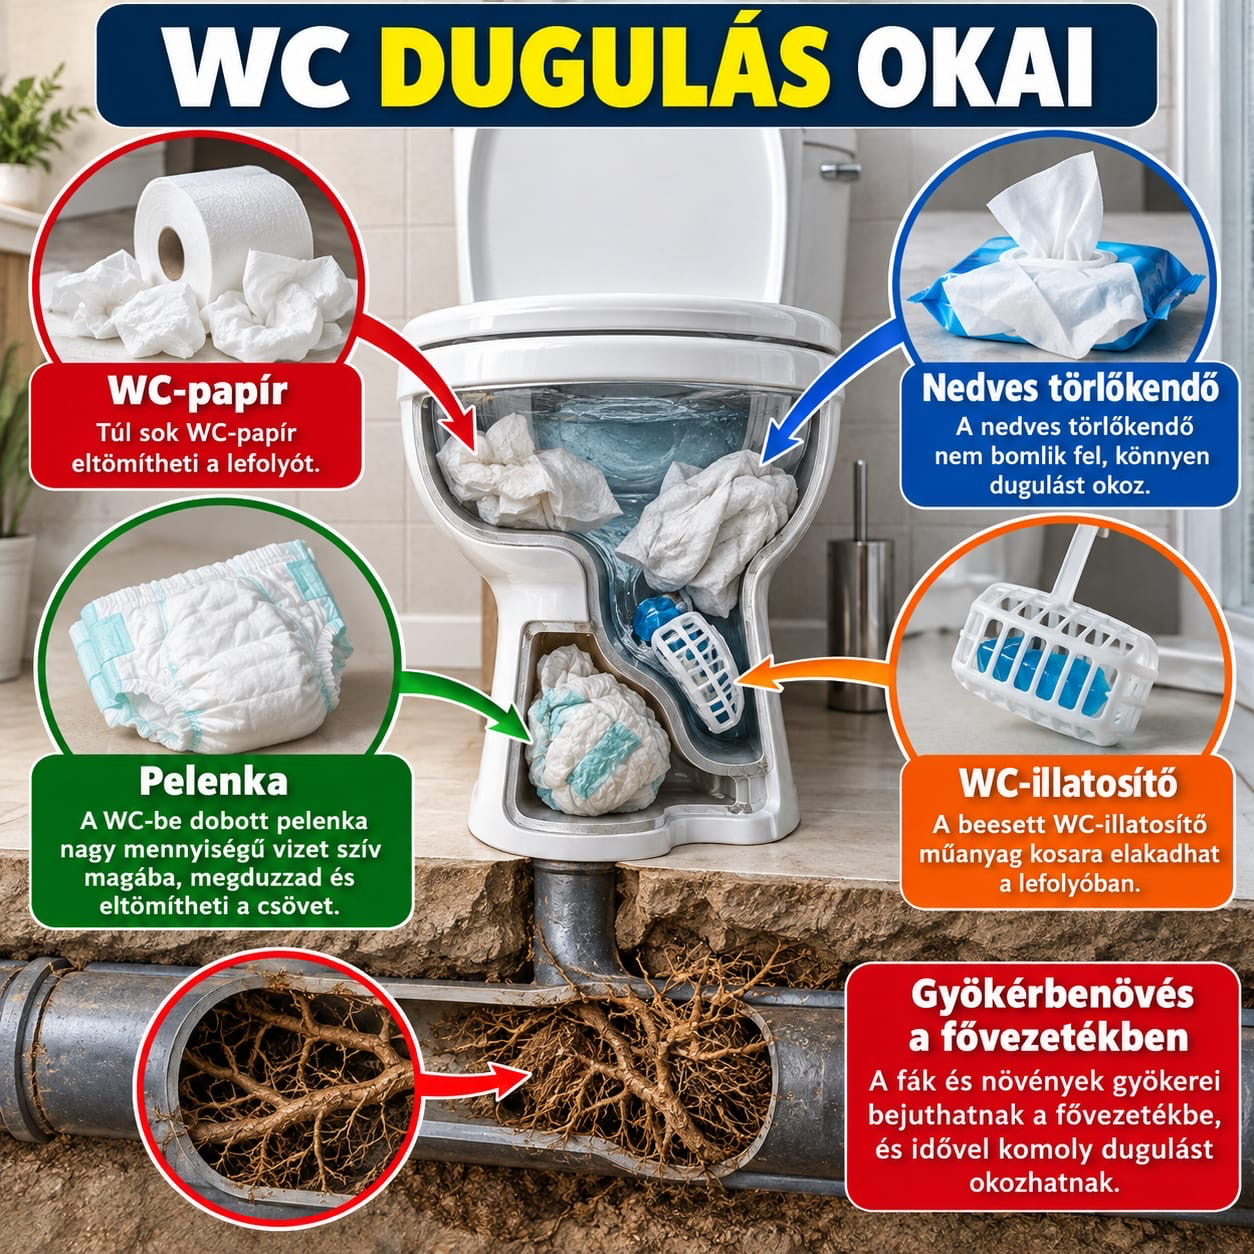 WC DUGULÁS OKAI
WC-papír
Túl sok WC-papír
eltömítheti a lefolyót.
Nedves törlőkendő
A nedves törlőkendő
nem bomlik fel, könnyen
dugulást okoz.
Pelenka
A WC-be dobott pelenka
nagy mennyiségű vizet szív
magába, megduzzad és
eltömítheti a csövet.
WC-illatosító
A beesett WC-illatosító
műanyag kosara elakadhat
a lefolyóban.
Gyökérbenövés
a fővezetékben
A fák és növények gyökerei
bejuthatnak a fővezetékbe,
és idővel komoly dugulást
okozhatnak.